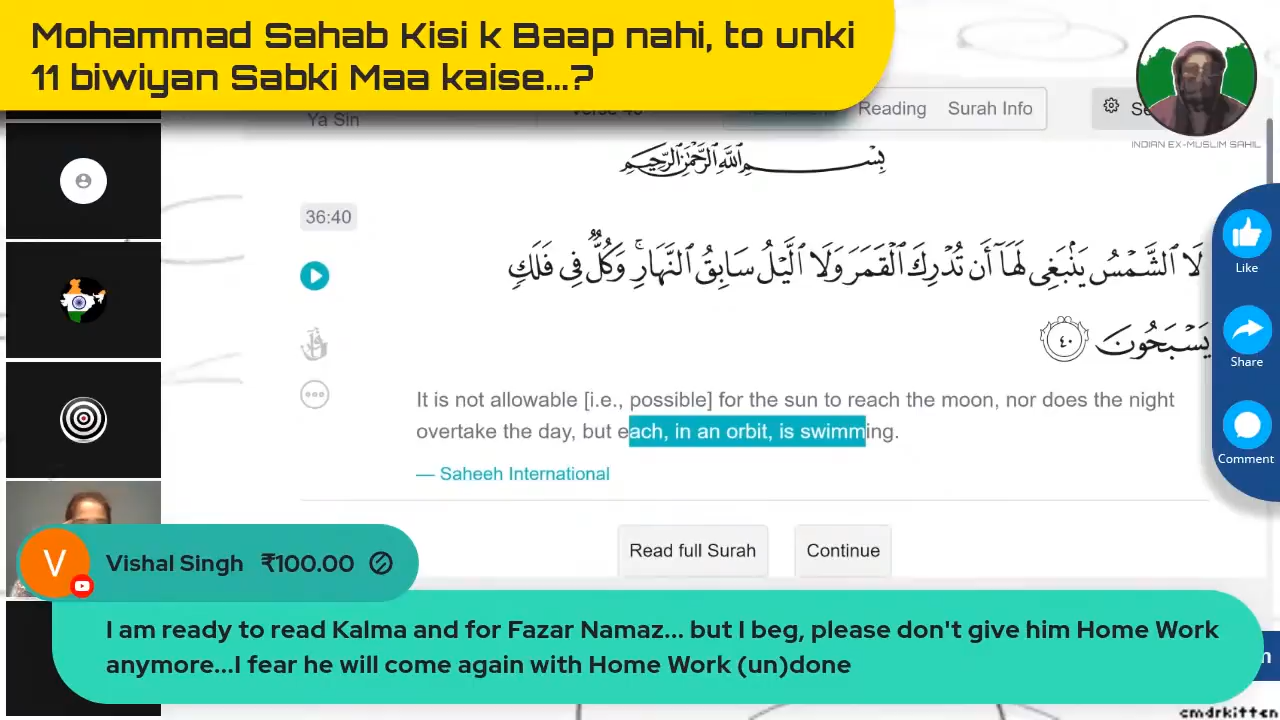 Mohammad Sahab Kisi k Baap nahi, to unki
11 biwiyan Sabki Maa kaise...?
INDIAN EX-MUSLIM SAHIL
Ya Sin
Reading
Surah Info
بِسْمِ ٱللَّهِ ٱلرَّحْمَٰنِ ٱلرَّحِيمِ
36:40
لَا ٱلشَّمْسُ يَنۢبَغِى لَهَآ أَن تُدْرِكَ ٱلْقَمَرَ وَلَا ٱلَّيْلُ سَابِقُ ٱلنَّهَارِ ۚ وَكُلٌّ فِى فَلَكٍ
يَسْبَحُونَ ٤٠
It is not allowable [i.e., possible] for the sun to reach the moon, nor does the night
overtake the day, but each, in an orbit, is swimming.
— Saheeh International
Read full Surah
Continue
Like
Share
Comment
V
Vishal Singh ₹100.00
I am ready to read Kalma and for Fazar Namaz... but I beg, please don't give him Home Work
anymore...I fear he will come again with Home Work (un)done
cmdrkitten